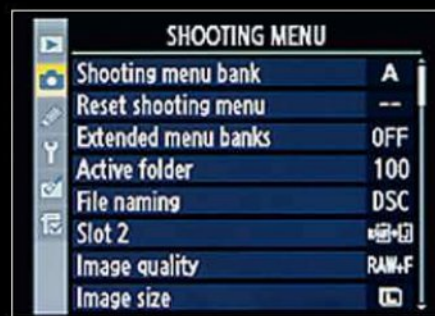 SHOOTING MENU
Shooting menu bank A
Reset shooting menu --
Extended menu banks OFF
Active folder 100
File naming DSC
Slot 2
Image quality RAW+F
Image size L